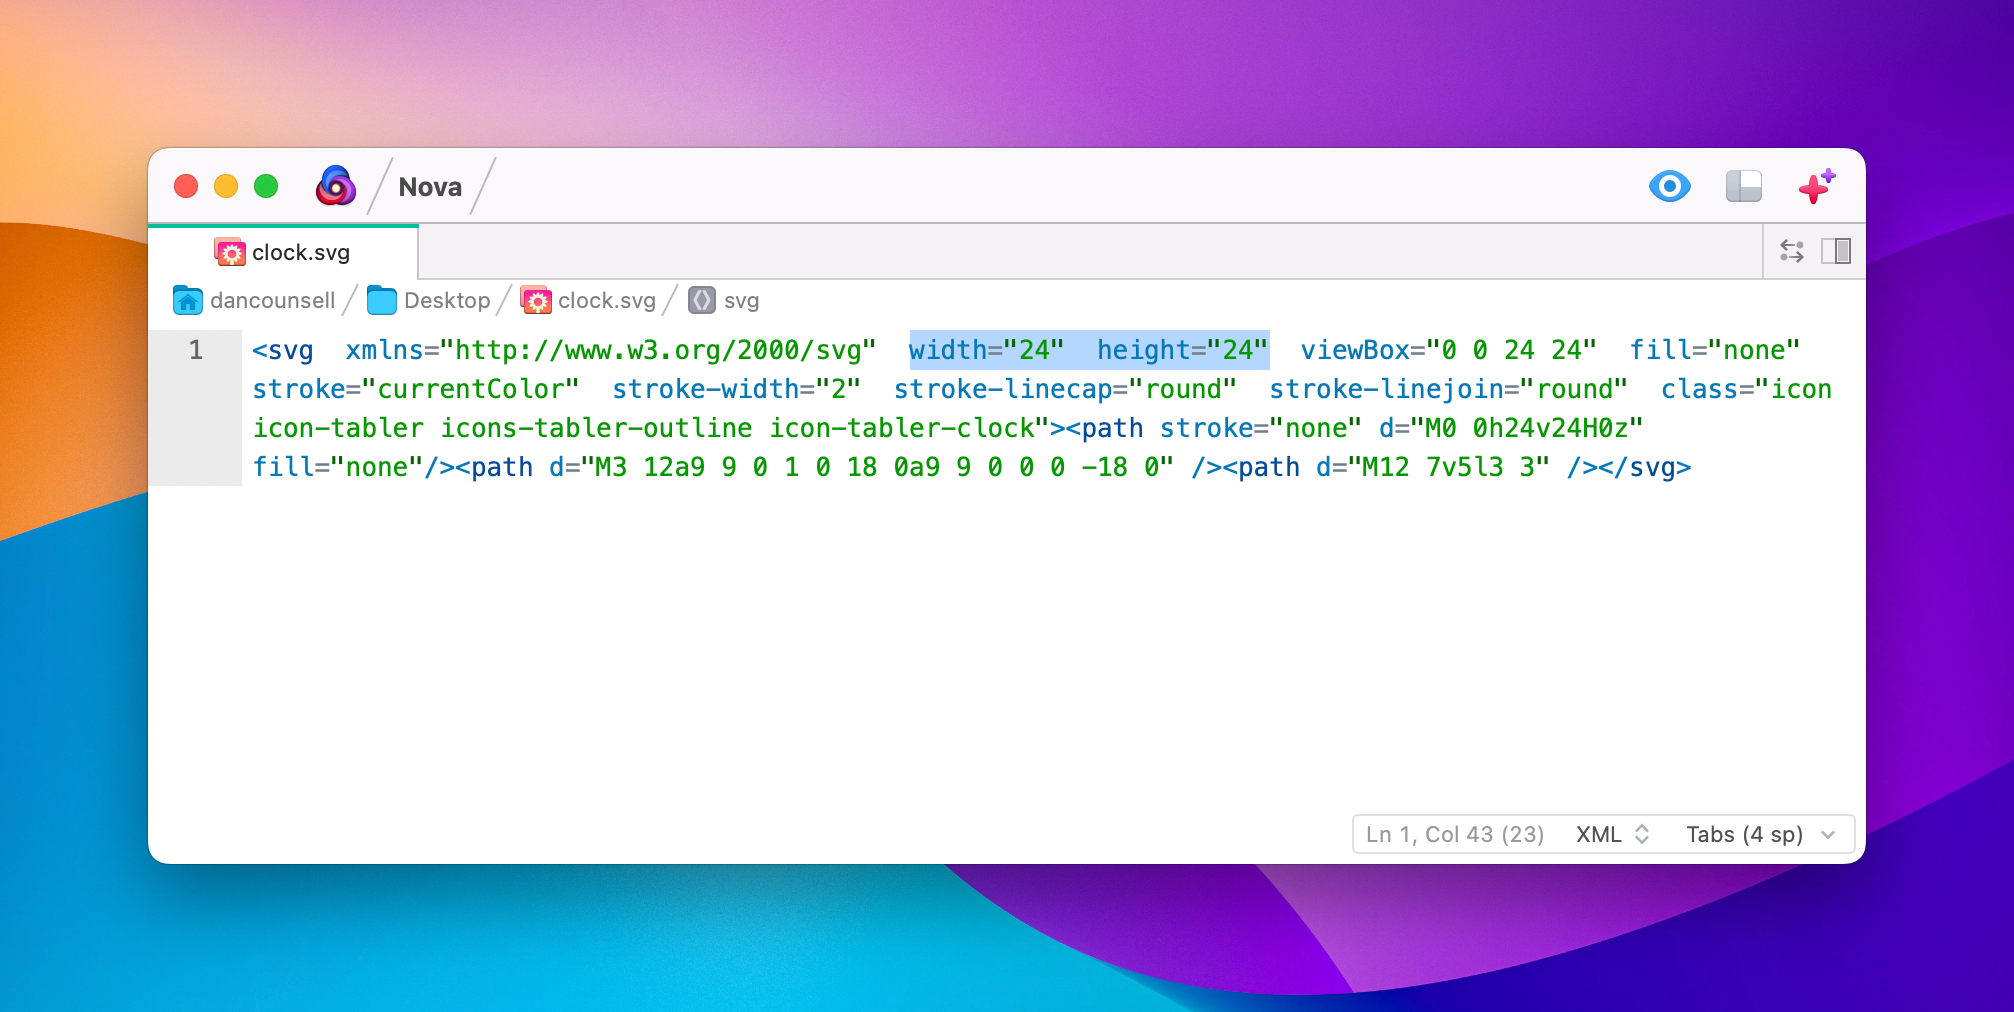 Nova
clock.svg
dancounsell Desktop clock.svg svg
1 <svg  xmlns="http://www.w3.org/2000/svg"  width="24"  height="24"  viewBox="0 0 24 24"  fill="none"
stroke="currentColor"  stroke-width="2"  stroke-linecap="round"  stroke-linejoin="round"  class="icon
icon-tabler icons-tabler-outline icon-tabler-clock"><path stroke="none" d="M0 0h24v24H0z"
fill="none"/><path d="M3 12a9 9 0 1 0 18 0a9 9 0 0 0 -18 0" /><path d="M12 7v5l3 3" /></svg>
Ln 1, Col 43 (23) XML Tabs (4 sp)